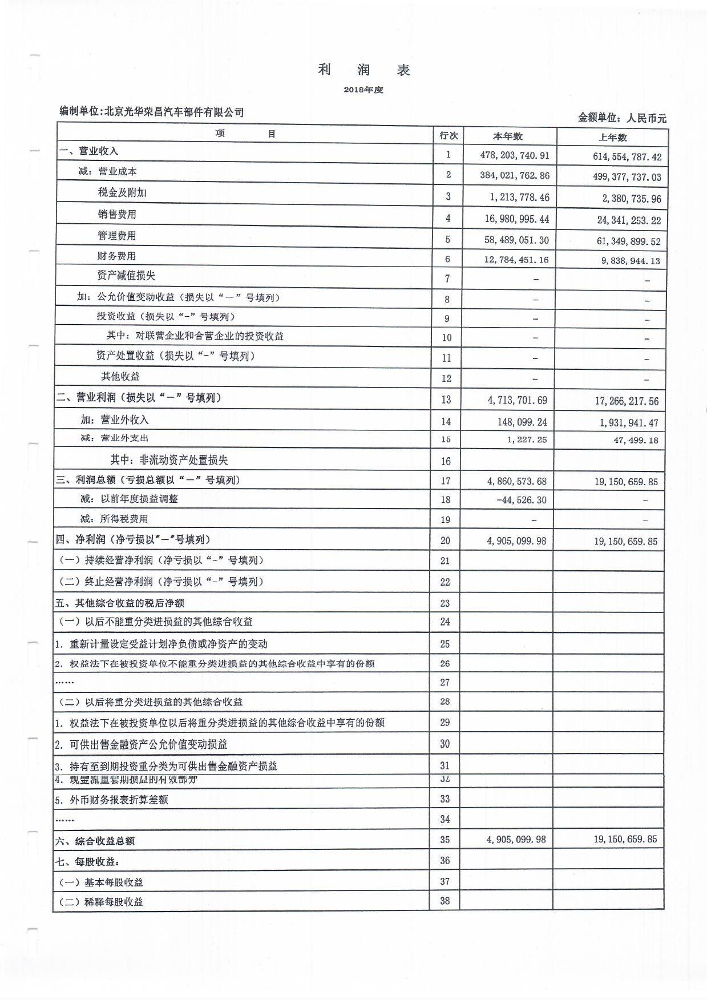 利 润 表
2018年度
编制单位:北京光华荣昌汽车部件有限公司 金额单位：人民币元
项 目 行次 本年数 上年数
一、营业收入 1 478,203,740.91 614,554,787.42
减：营业成本 2 384,021,762.86 499,377,737.03
税金及附加 3 1,213,778.46 2,380,735.96
销售费用 4 16,980,995.44 24,341,253.22
管理费用 5 58,489,051.30 61,349,899.52
财务费用 6 12,784,451.16 9,838,944.13
资产减值损失 7 - -
加：公允价值变动收益（损失以“－”号填列） 8 - -
投资收益（损失以“-”号填列） 9 - -
其中：对联营企业和合营企业的投资收益 10 - -
资产处置收益（损失以“-”号填列） 11 - -
其他收益 12 - -
二、营业利润（损失以“－”号填列） 13 4,713,701.69 17,266,217.56
加：营业外收入 14 148,099.24 1,931,941.47
减：营业外支出 15 1,227.25 47,499.18
其中：非流动资产处置损失 16
三、利润总额（亏损总额以“－”号填列） 17 4,860,573.68 19,150,659.85
减：以前年度损益调整 18 -44,526.30 -
减：所得税费用 19 - -
四、净利润（净亏损以"－"号填列） 20 4,905,099.98 19,150,659.85
（一）持续经营净利润（净亏损以“-”号填列） 21
（二）终止经营净利润（净亏损以“-”号填列） 22
五、其他综合收益的税后净额 23
（一）以后不能重分类进损益的其他综合收益 24
1．重新计量设定受益计划净负债或净资产的变动 25
2．权益法下在被投资单位不能重分类进损益的其他综合收益中享有的份额 26
…… 27
（二）以后将重分类进损益的其他综合收益 28
1．权益法下在被投资单位以后将重分类进损益的其他综合收益中享有的份额 29
2．可供出售金融资产公允价值变动损益 30
3．持有至到期投资重分类为可供出售金融资产损益 31
4．现金流量套期损益的有效部分 32
5．外币财务报表折算差额 33
…… 34
六、综合收益总额 35 4,905,099.98 19,150,659.85
七、每股收益： 36
（一）基本每股收益 37
（二）稀释每股收益 38